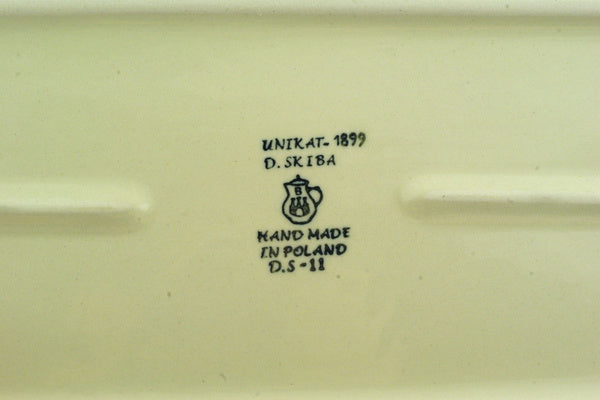 UNIKAT-1899
D. SKIBA
B
HAND MADE
IN POLAND
D.S-11